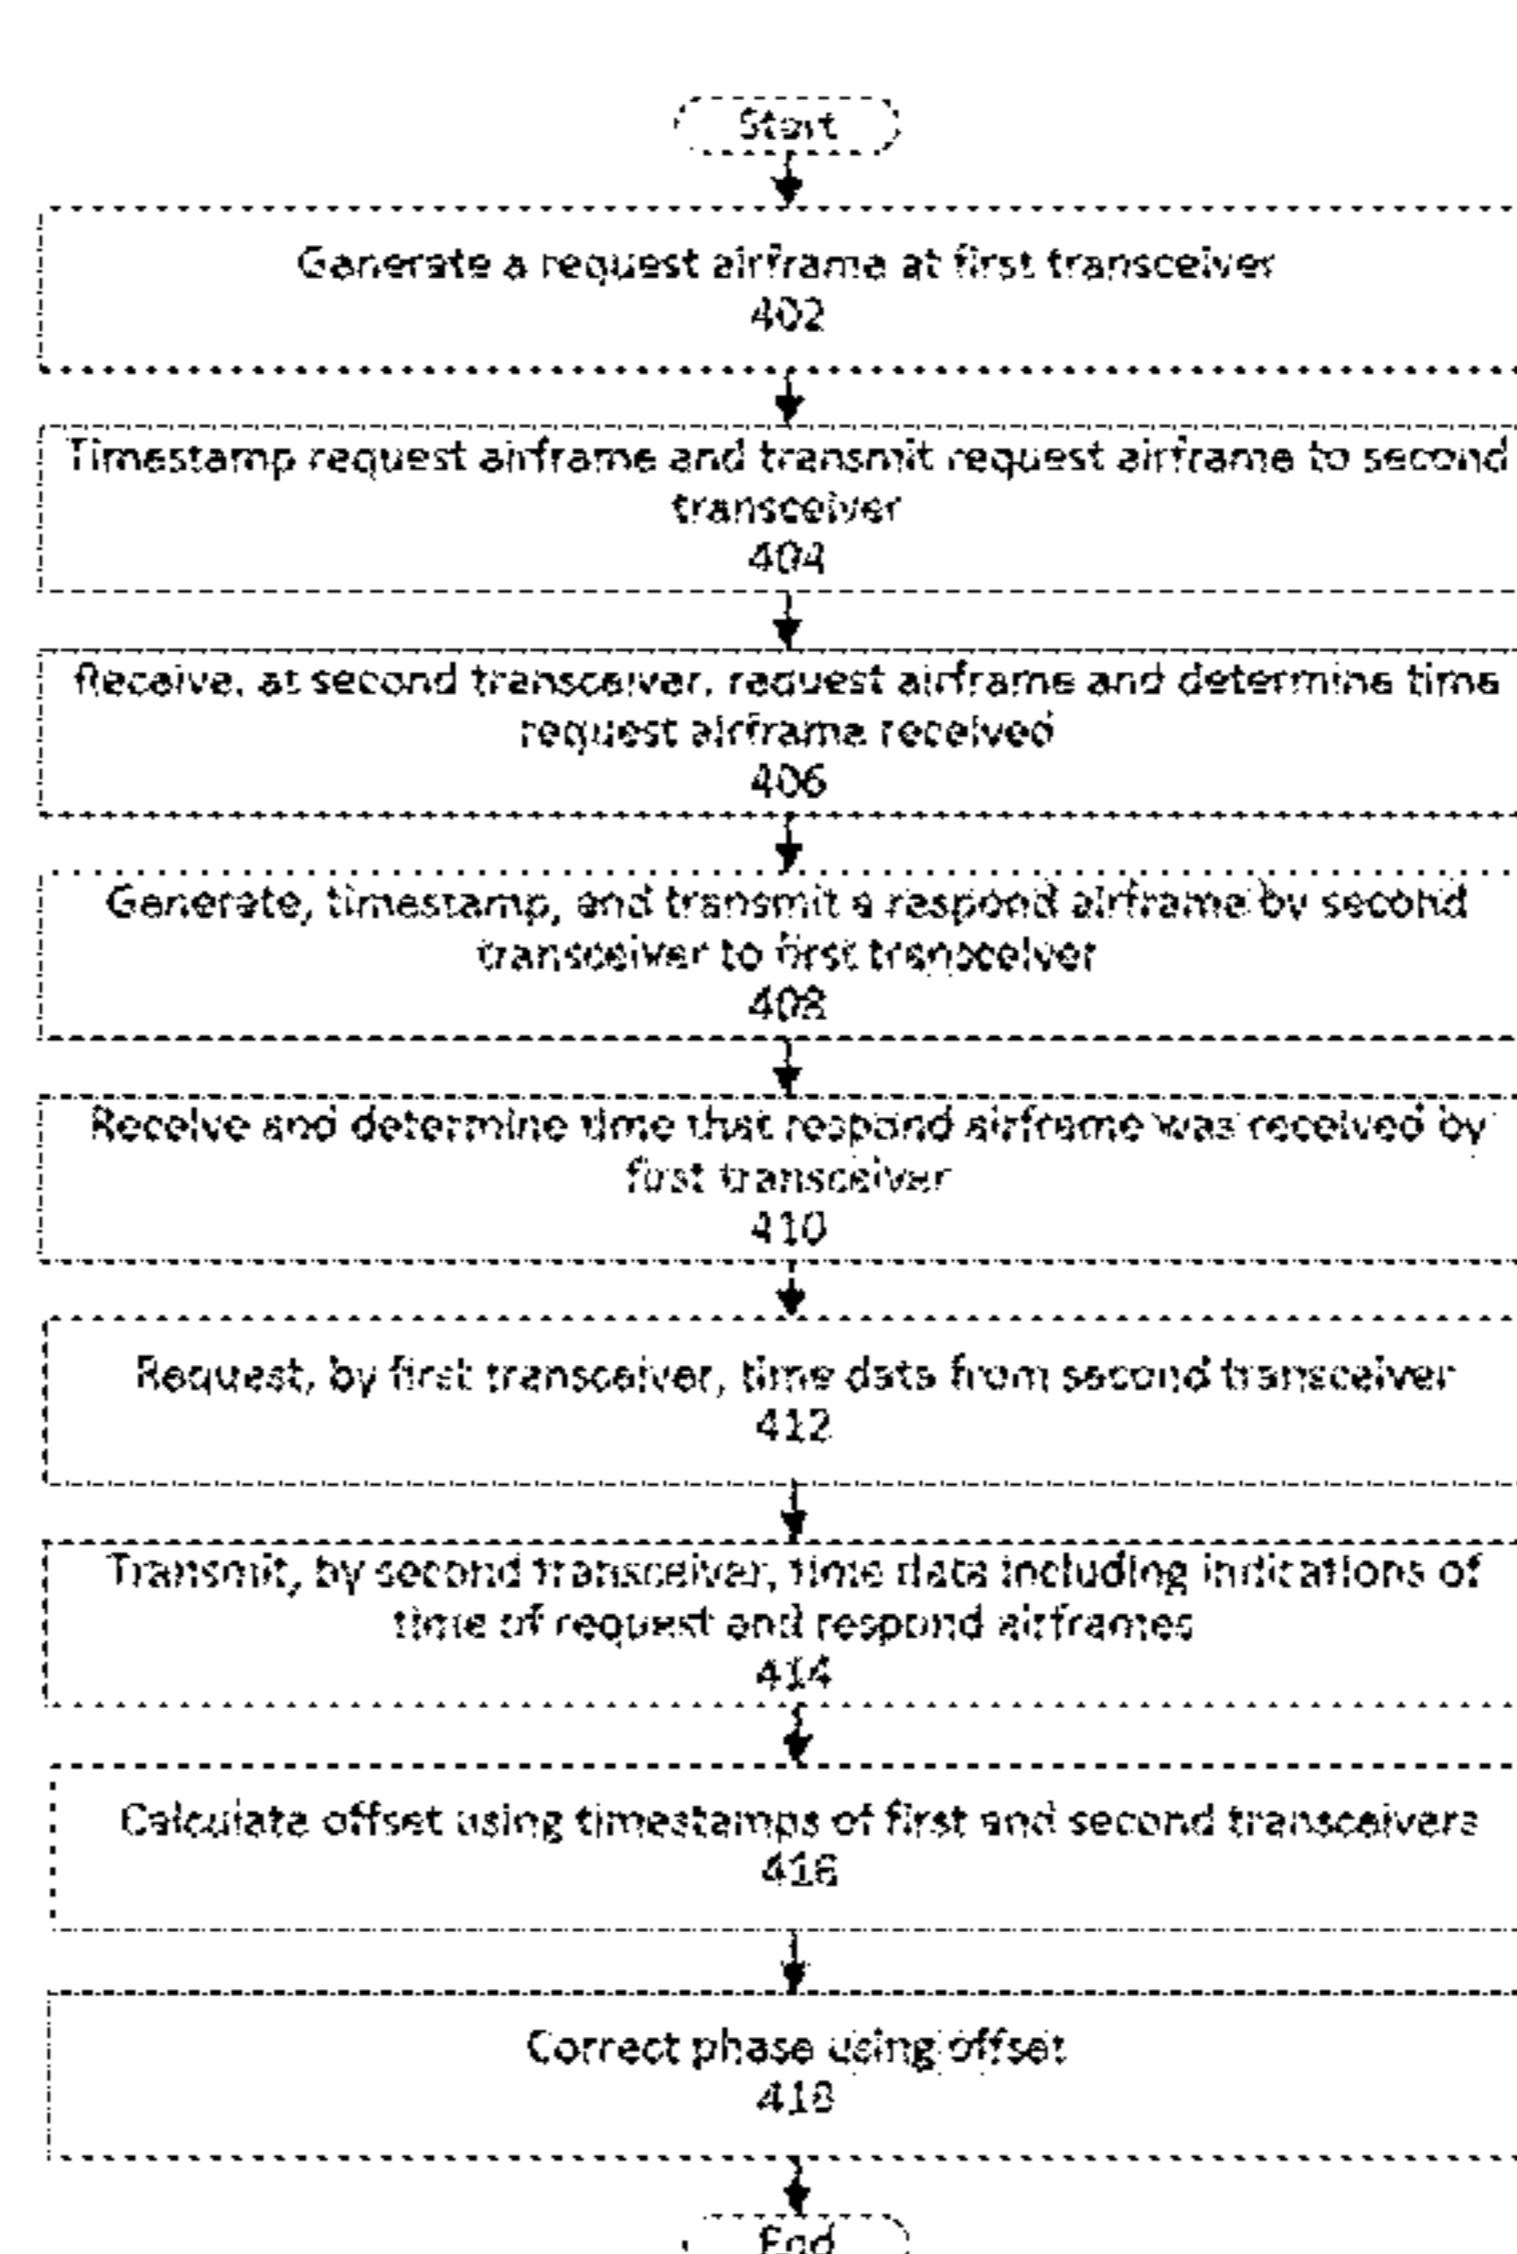 Start
Generate a request airframe at first transceiver
402
Timestamp request airframe and transmit request airframe to second
transceiver
404
Receive, at second transceiver, request airframe and determine time
request airframe received
406
Generate, timestamp, and transmit a respond airframe by second
transceiver to first transceiver
408
Receive and determine time that respond airframe was received by
first transceiver
410
Request, by first transceiver, time data from second transceiver
412
Transmit, by second transceiver, time data including indications of
time of request and respond airframes
414
Calculate offset using timestamps of first and second transceivers
416
Correct phase using offset
418
End